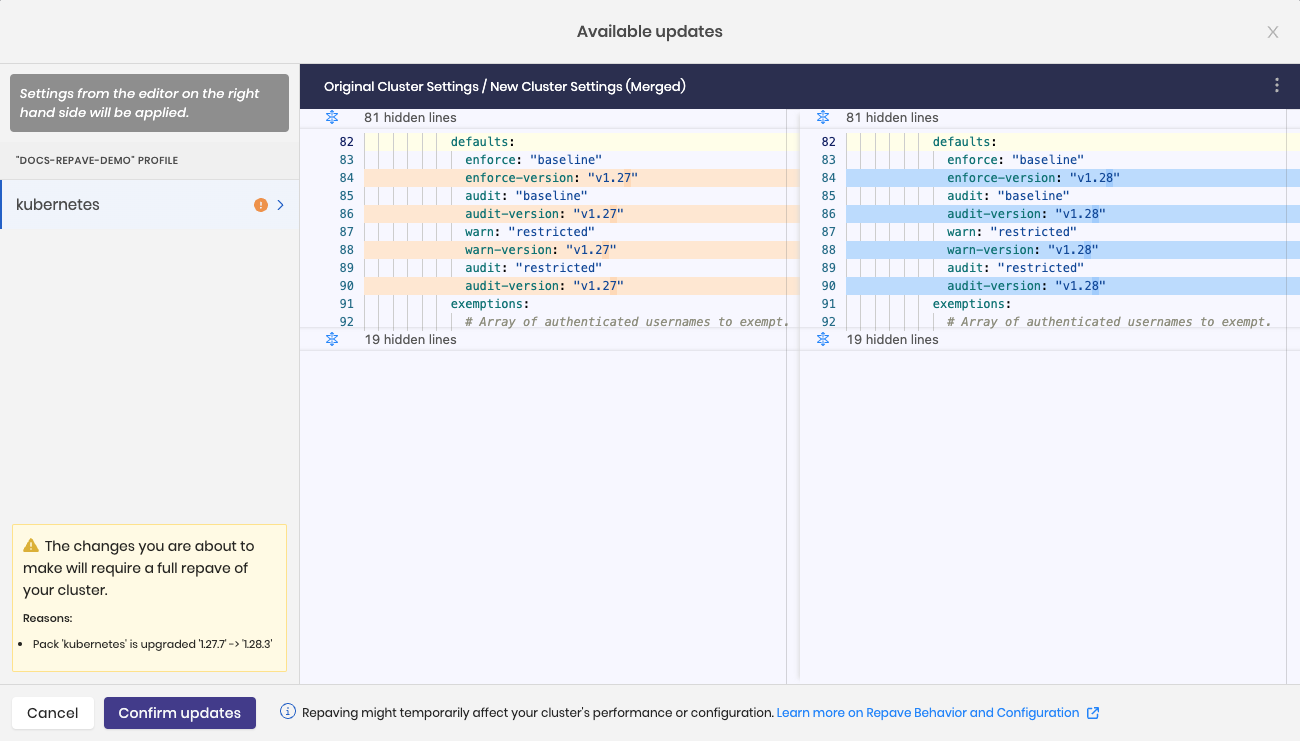 Available updates
Settings from the editor on the right
hand side will be applied.
"DOCS-REPAVE-DEMO" PROFILE
kubernetes
The changes you are about to
make will require a full repave of
your cluster.
Reasons:
Pack 'kubernetes' is upgraded '1.27.7' -> '1.28.3'
Original Cluster Settings / New Cluster Settings (Merged)
81 hidden lines
82 defaults:
83 enforce: "baseline"
84 enforce-version: "v1.27"
85 audit: "baseline"
86 audit-version: "v1.27"
87 warn: "restricted"
88 warn-version: "v1.27"
89 audit: "restricted"
90 audit-version: "v1.27"
91 exemptions:
92 # Array of authenticated usernames to exempt.
19 hidden lines
81 hidden lines
82 defaults:
83 enforce: "baseline"
84 enforce-version: "v1.28"
85 audit: "baseline"
86 audit-version: "v1.28"
87 warn: "restricted"
88 warn-version: "v1.28"
89 audit: "restricted"
90 audit-version: "v1.28"
91 exemptions:
92 # Array of authenticated usernames to exempt.
19 hidden lines
Cancel
Confirm updates
Repaving might temporarily affect your cluster's performance or configuration. Learn more on Repave Behavior and Configuration